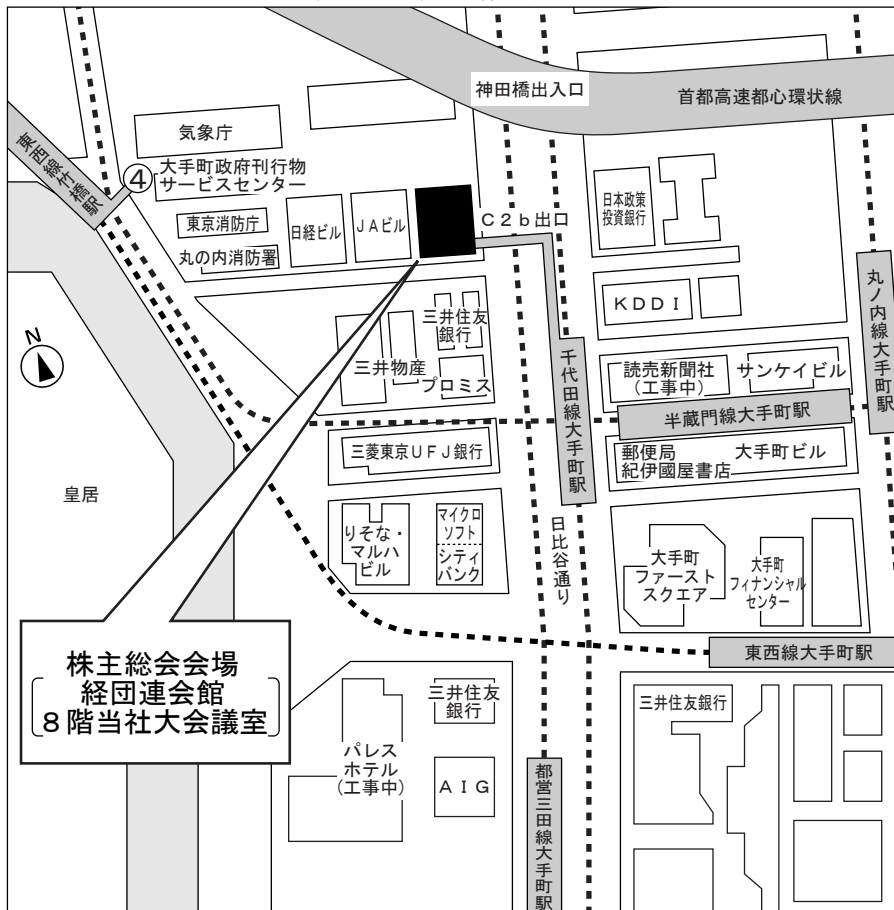 神田橋出入口
首都高速都心環状線
気象庁
東西線竹橋駅
④
大手町政府刊行物
サービスセンター
東京消防庁
丸の内消防署
日経ビル
JAビル
C2b出口
日本政策
投資銀行
KDDI
丸ノ内線大手町駅
N
三井住友
銀行
三井物産
プロミス
千代田線大手町駅
読売新聞社
(工事中)
サンケイビル
半蔵門線大手町駅
三菱東京UFJ銀行
郵便局
紀伊國屋書店
大手町ビル
皇居
りそな・
マルハ
ビル
マイクロ
ソフト
シティ
バンク
日比谷通り
大手町
ファースト
スクエア
大手町
フィナンシャル
センター
東西線大手町駅
株主総会会場
経団連会館
8階当社大会議室
三井住友
銀行
パレス
ホテル
(工事中)
AIG
三井住友銀行
都営三田線大手町駅